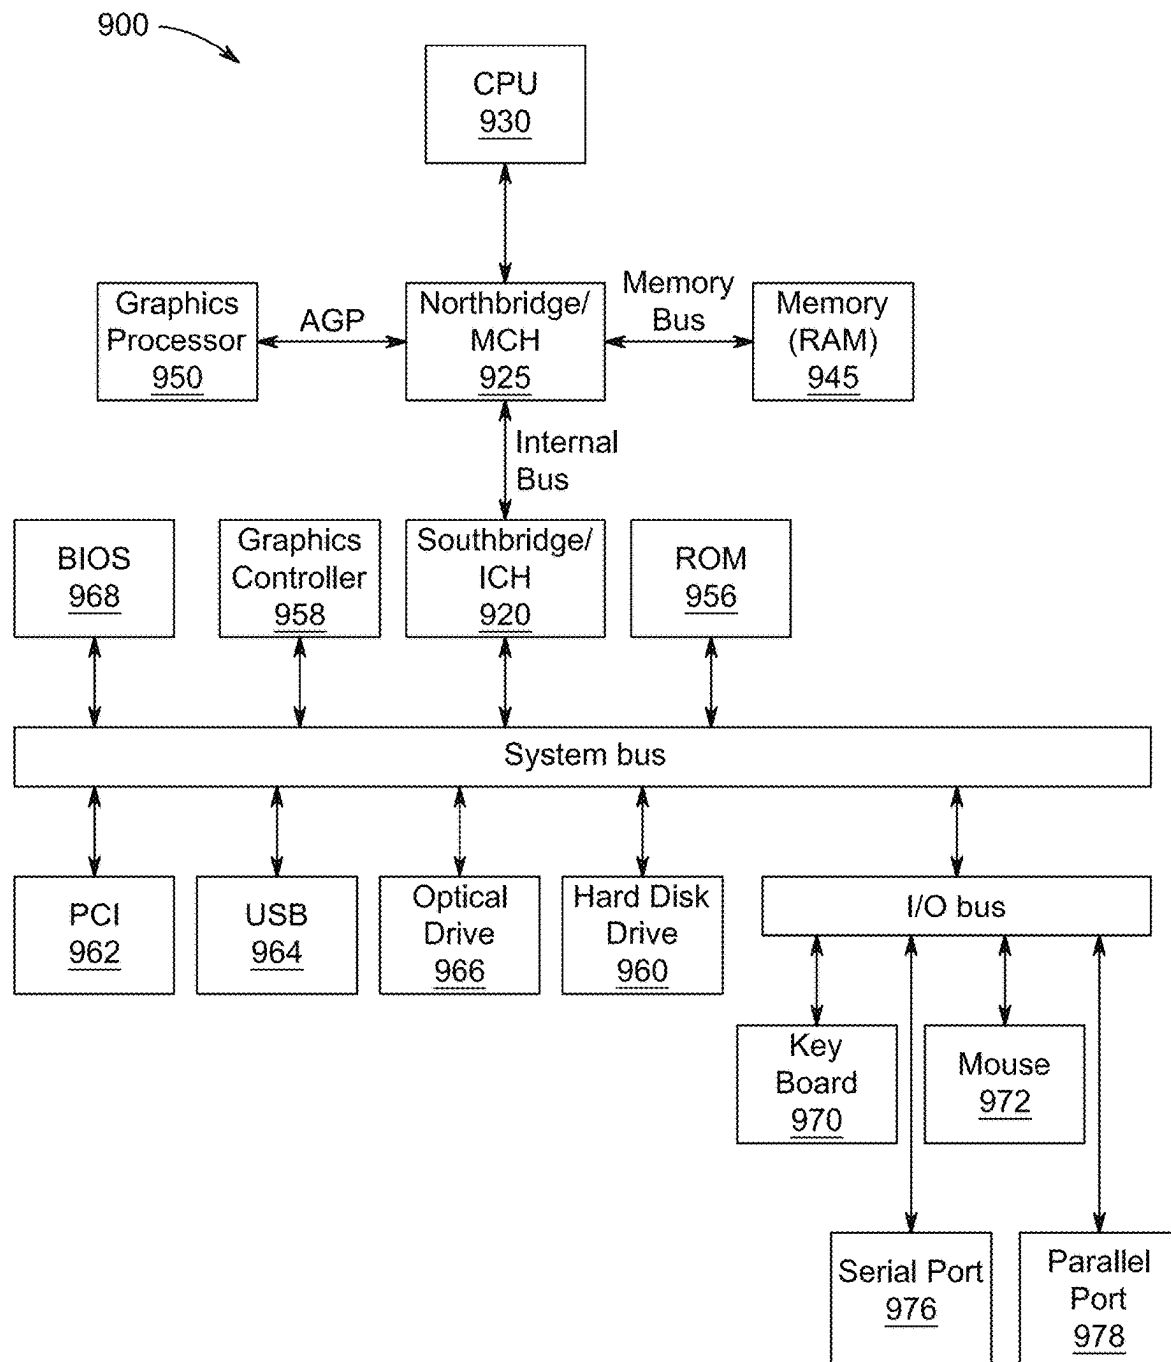 900
CPU
930
Graphics
Processor
950
AGP
Northbridge/
MCH
925
Memory
Bus
Memory
(RAM)
945
Internal
Bus
BIOS
968
Graphics
Controller
958
Southbridge/
ICH
920
ROM
956
System bus
PCI
962
USB
964
Optical
Drive
966
Hard Disk
Drive
960
I/O bus
Key
Board
970
Mouse
972
Serial Port
976
Parallel
Port
978